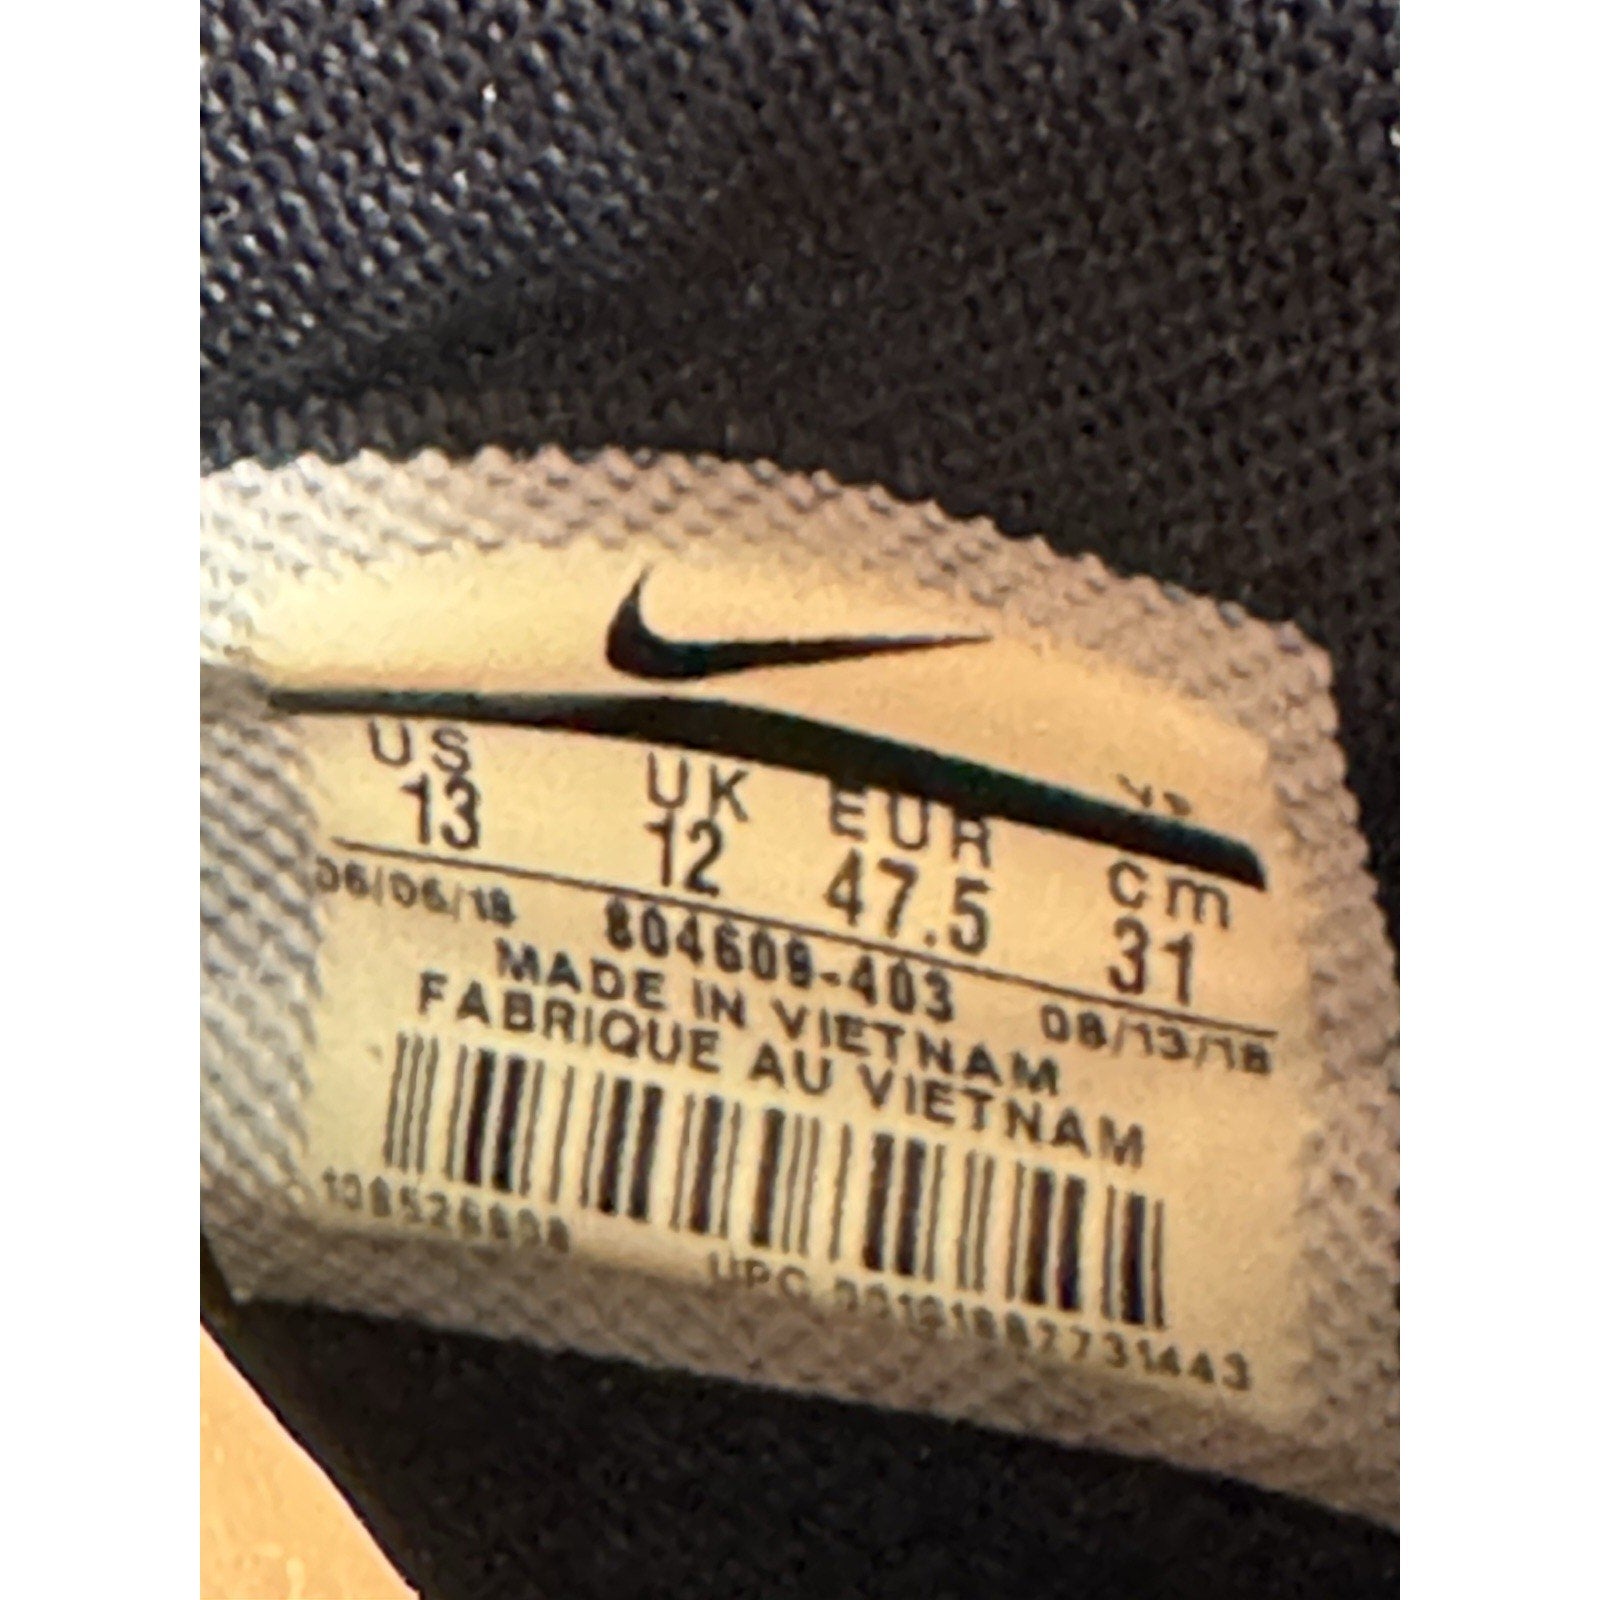 US UK EUR cm
13 12 47.5 31
06/06/18 804609-403 08/13/18
MADE IN VIETNAM
FABRIQUE AU VIETNAM
UPC